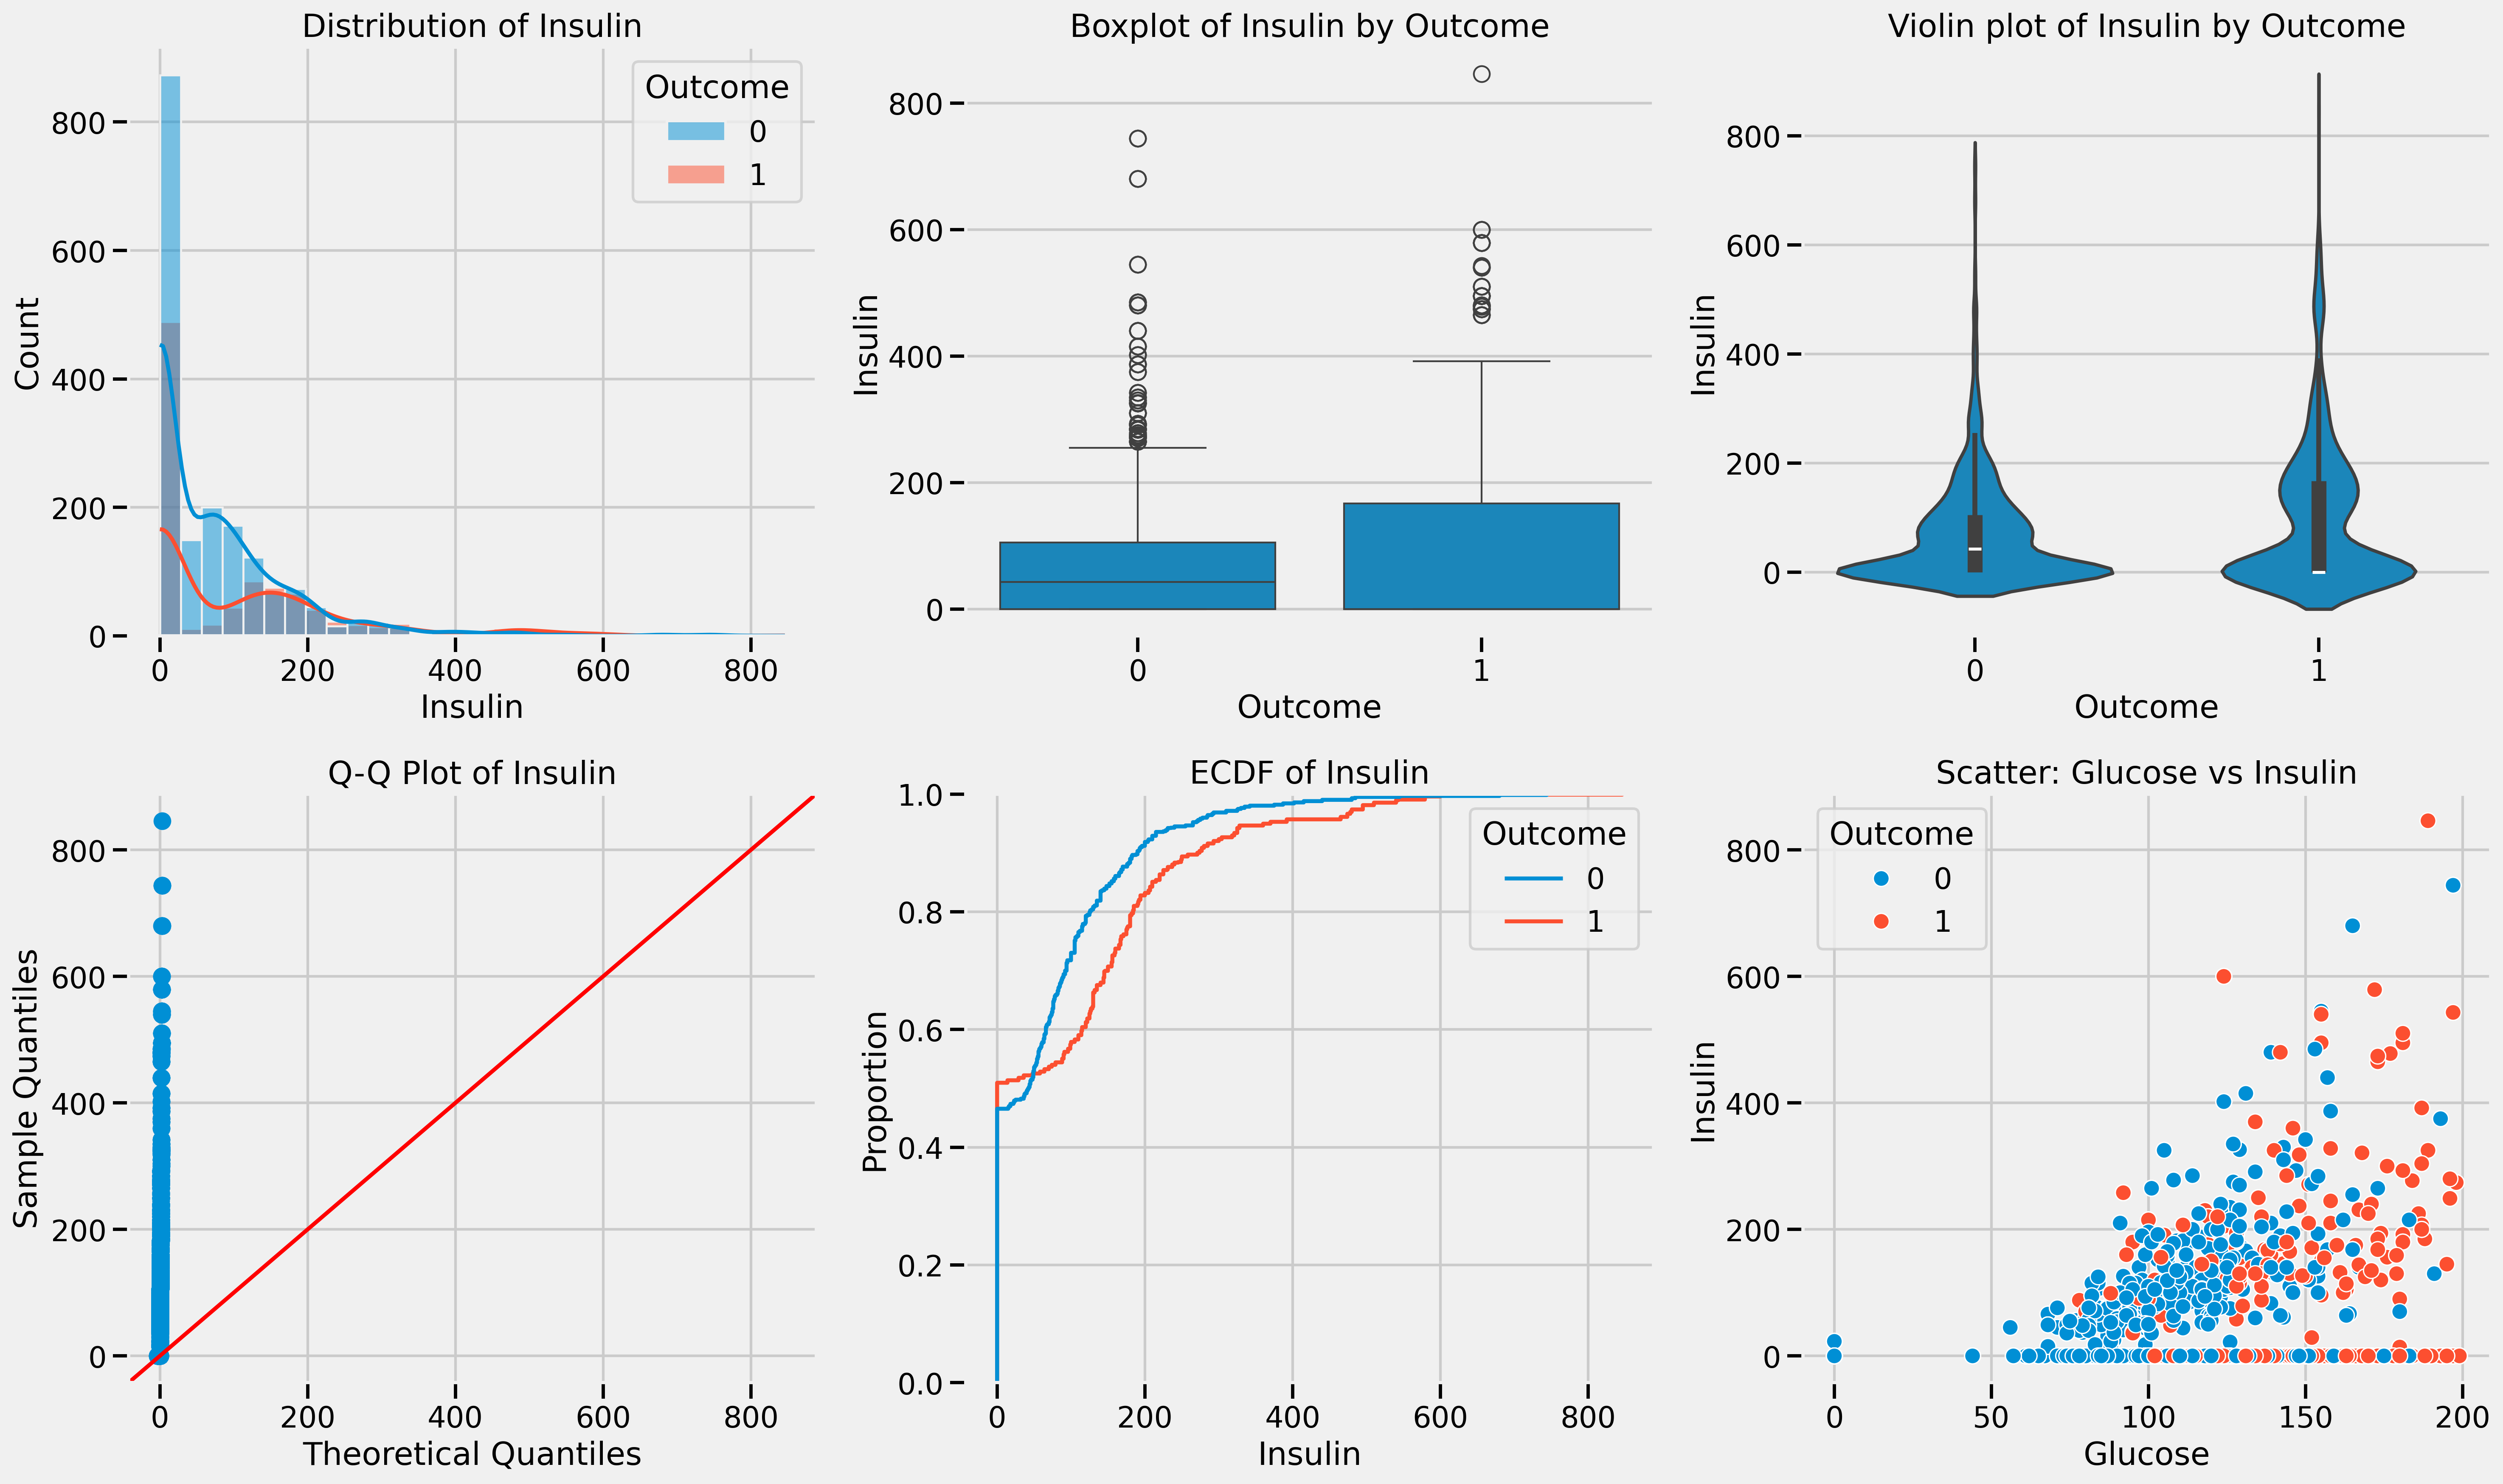 Distribution of Insulin
Outcome
0
1
800
600
400
200
0
Count
0 200 400 600 800
Insulin
Boxplot of Insulin by Outcome
800
600
400
200
0
Insulin
0 1
Outcome
Violin plot of Insulin by Outcome
800
600
400
200
0
Insulin
0 1
Outcome
Q-Q Plot of Insulin
800
600
400
200
0
Sample Quantiles
0 200 400 600 800
Theoretical Quantiles
ECDF of Insulin
Outcome
0
1
1.0
0.8
0.6
0.4
0.2
0.0
Proportion
0 200 400 600 800
Insulin
Scatter: Glucose vs Insulin
Outcome
0
1
800
600
400
200
0
Insulin
0 50 100 150 200
Glucose